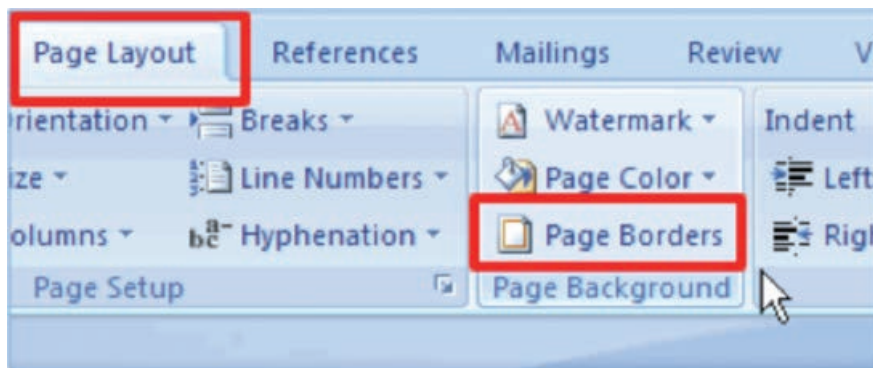 Page Layout References Mailings Review V
rientation Breaks Watermark Indent
ize Line Numbers Page Color Left
olumns Hyphenation Page Borders Righ
Page Setup Page Background